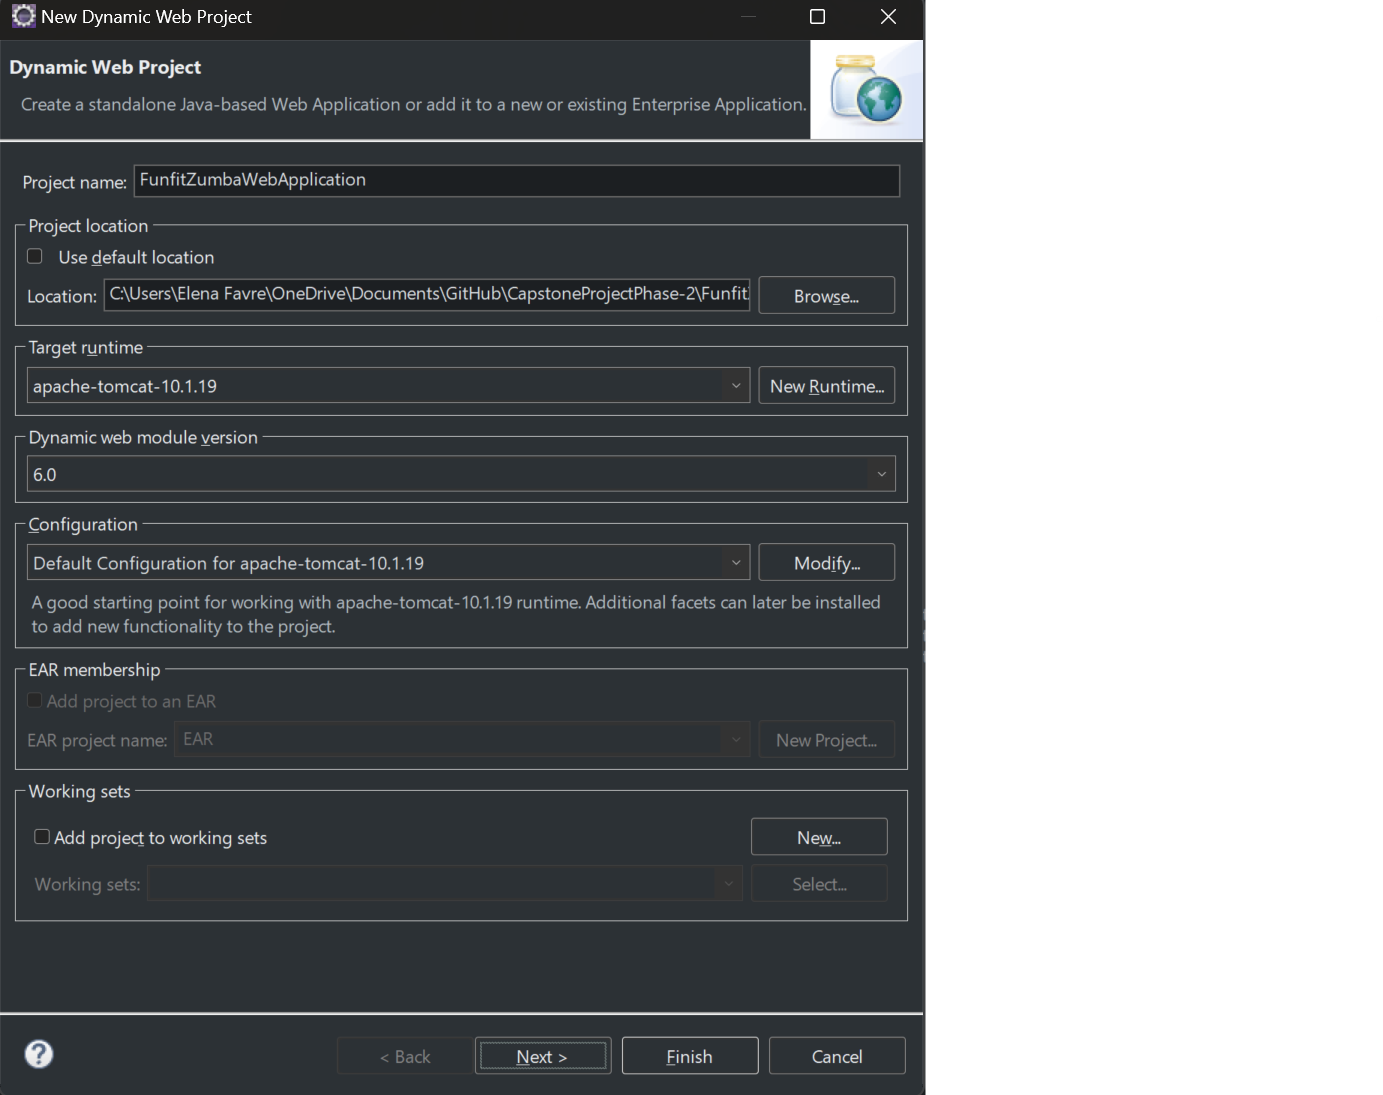 New Dynamic Web Project
Dynamic Web Project
Create a standalone Java-based Web Application or add it to a new or existing Enterprise Application.
Project name: FunfitZumbaWebApplication
Project location
Use default location
Location: C:\Users\Elena Favre\OneDrive\Documents\GitHub\CapstoneProjectPhase-2\Funfit
Browse...
Target runtime
apache-tomcat-10.1.19
New Runtime...
Dynamic web module version
6.0
Configuration
Default Configuration for apache-tomcat-10.1.19
Modify...
A good starting point for working with apache-tomcat-10.1.19 runtime. Additional facets can later be installed
to add new functionality to the project.
EAR membership
Add project to an EAR
EAR project name: EAR
New Project...
Working sets
Add project to working sets
New...
Working sets:
Select...
?
< Back
Next >
Finish
Cancel